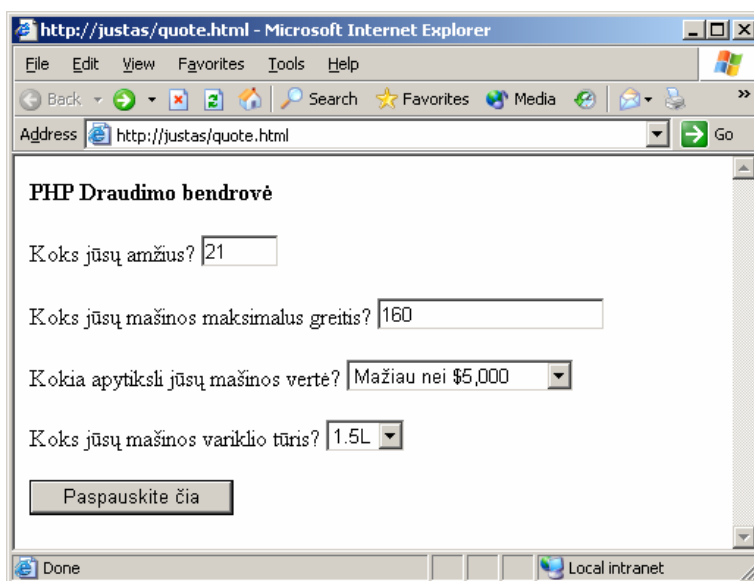 http://justas/quote.html - Microsoft Internet Explorer
File Edit View Favorites Tools Help
Back Search Favorites Media »
Address http://justas/quote.html Go
PHP Draudimo bendrovė
Koks jūsų amžius? 21
Koks jūsų mašinos maksimalus greitis? 160
Kokia apytiksli jūsų mašinos vertė? Mažiau nei $5,000
Koks jūsų mašinos variklio tūris? 1.5L
Paspauskite čia
Done Local intranet